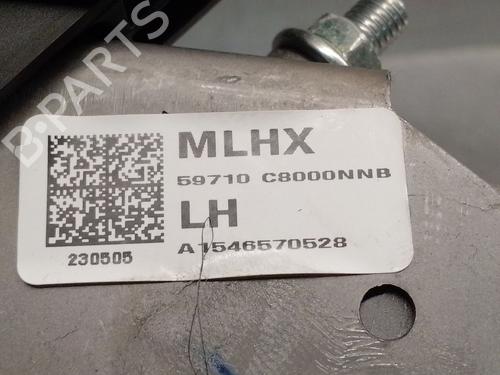 B-PARTS
MLHX
59710 C8000NNB
LH
A1546570528
230505